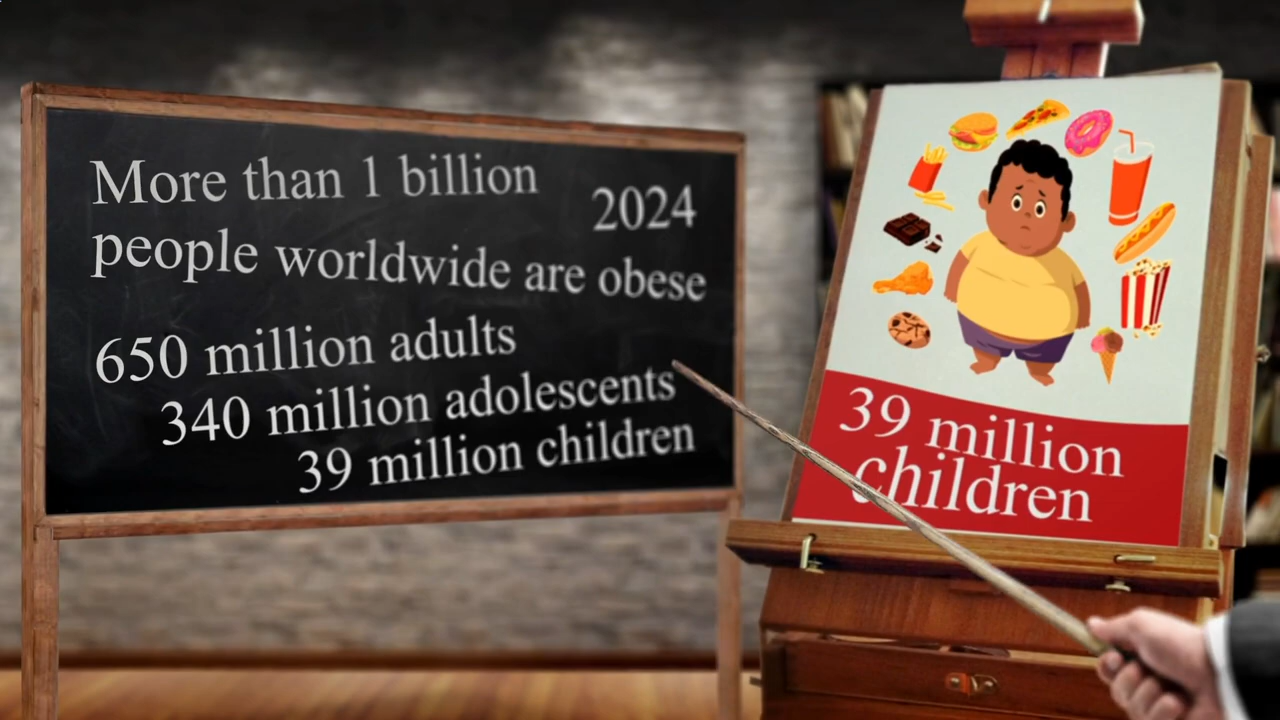 More than 1 billion
2024
people worldwide are obese
650 million adults
340 million adolescents
39 million children
39 million
children